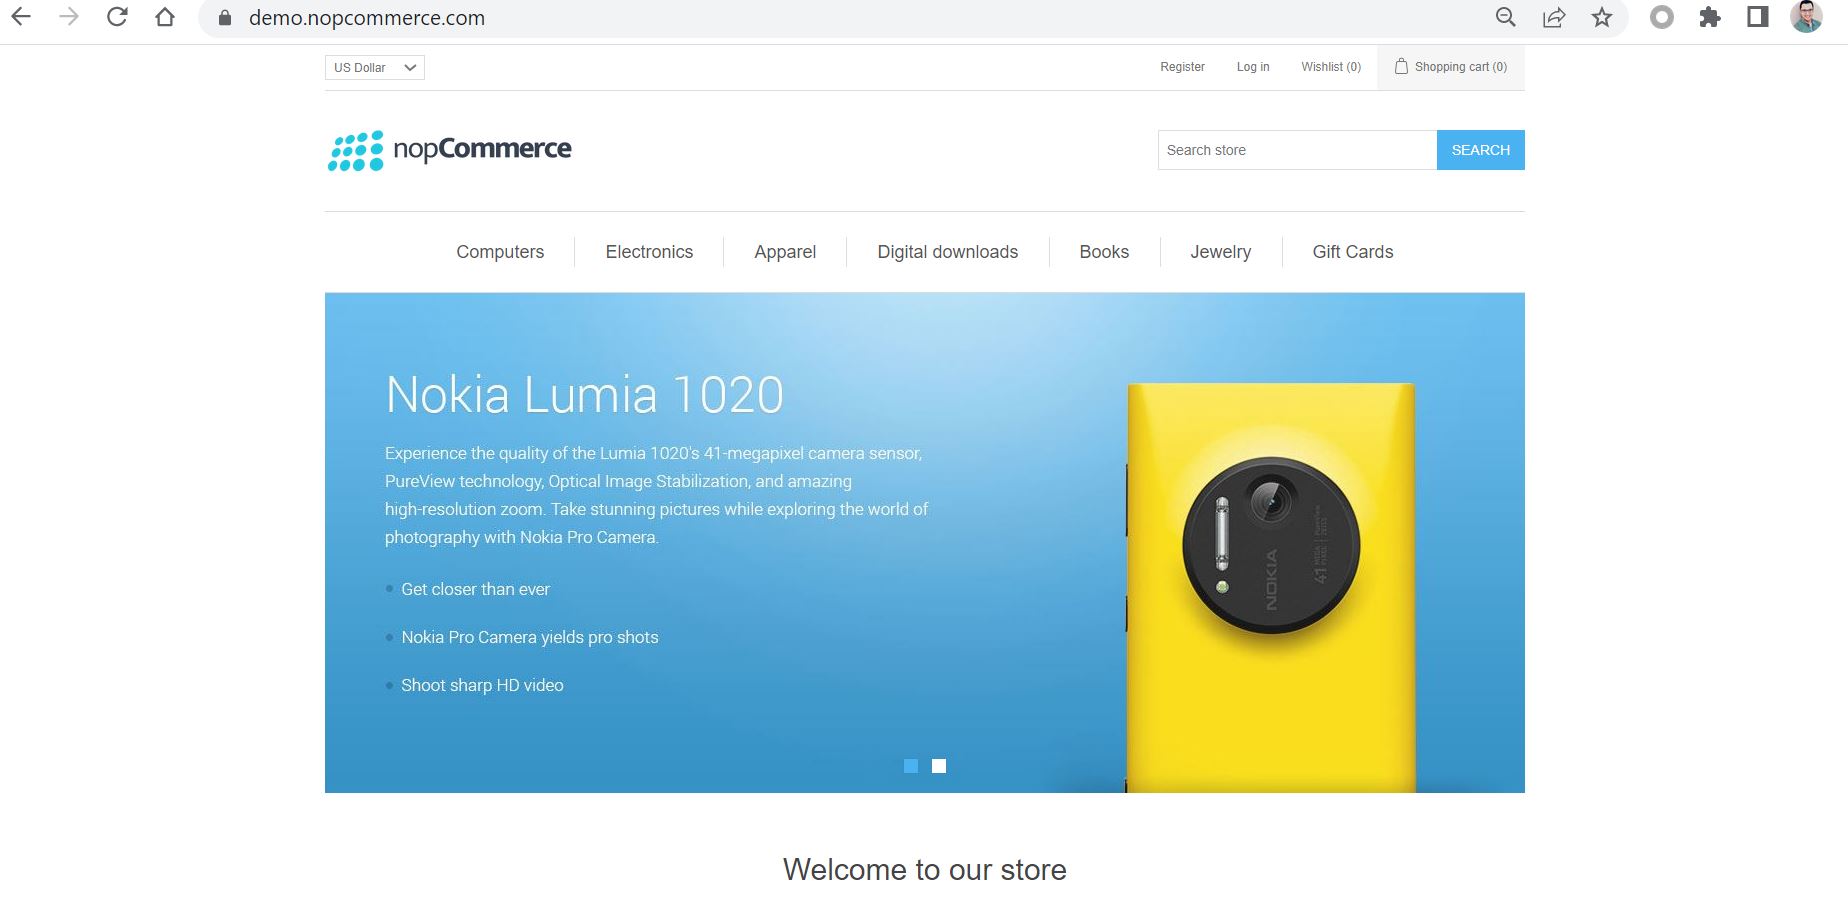 demo.nopcommerce.com
US Dollar
Register
Log in
Wishlist (0)
Shopping cart (0)
nopCommerce
Search store
SEARCH
Computers
Electronics
Apparel
Digital downloads
Books
Jewelry
Gift Cards
Nokia Lumia 1020
Experience the quality of the Lumia 1020's 41-megapixel camera sensor,
PureView technology, Optical Image Stabilization, and amazing
high-resolution zoom. Take stunning pictures while exploring the world of
photography with Nokia Pro Camera.
Get closer than ever
Nokia Pro Camera yields pro shots
Shoot sharp HD video
NOKIA
41
Welcome to our store